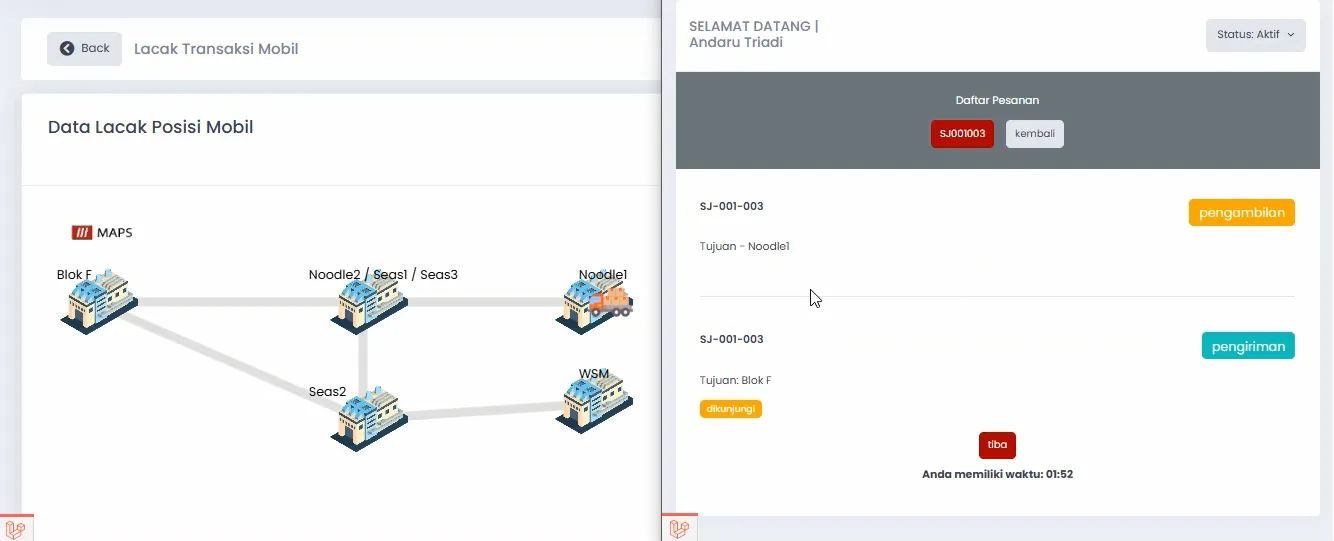 Back
Lacak Transaksi Mobil
Data Lacak Posisi Mobil
MAPS
Blok F
Noodle2 / Seas1 / Seas3
Noodle1
Seas2
WSM
SELAMAT DATANG |
Andaru Triadi
Status: Aktif
Daftar Pesanan
SJ001003
kembali
SJ-001-003
pengambilan
Tujuan - Noodle1
SJ-001-003
pengiriman
Tujuan: Blok F
dikunjungi
tiba
Anda memiliki waktu: 01:52